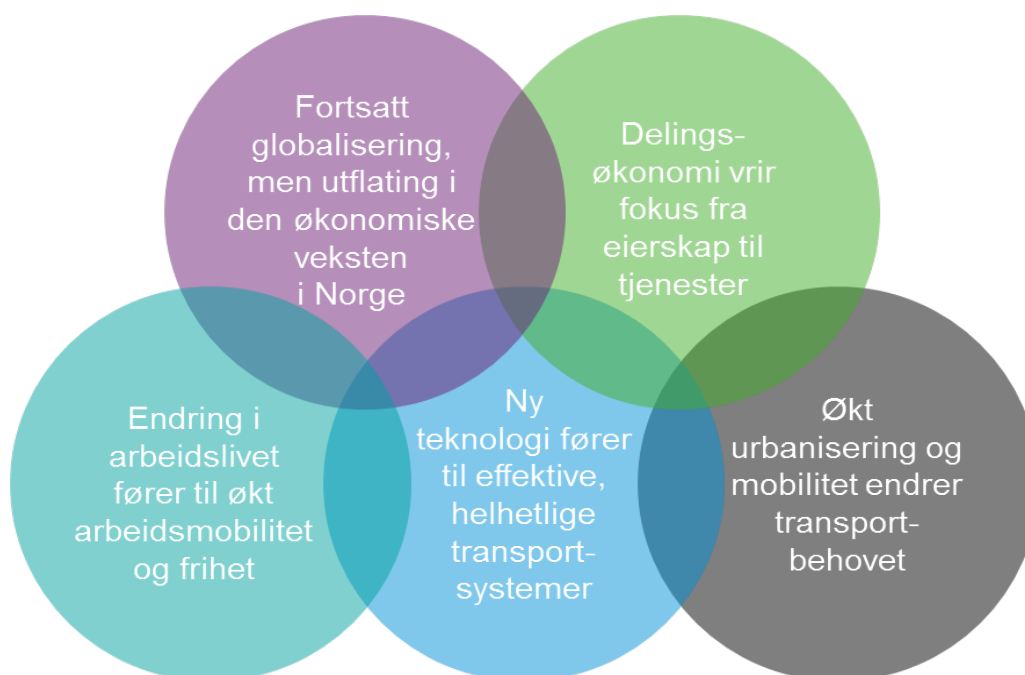 Fortsatt
globalisering,
men utflating i
den økonomiske
veksten
i Norge
Delings-
økonomi vrir
fokus fra
eierskap til
tjenester
Endring i
arbeidslivet
fører til økt
arbeidsmobilitet
og frihet
Ny
teknologi fører
til effektive,
helhetlige
transport-
systemer
Økt
urbanisering og
mobilitet endrer
transport-
behovet